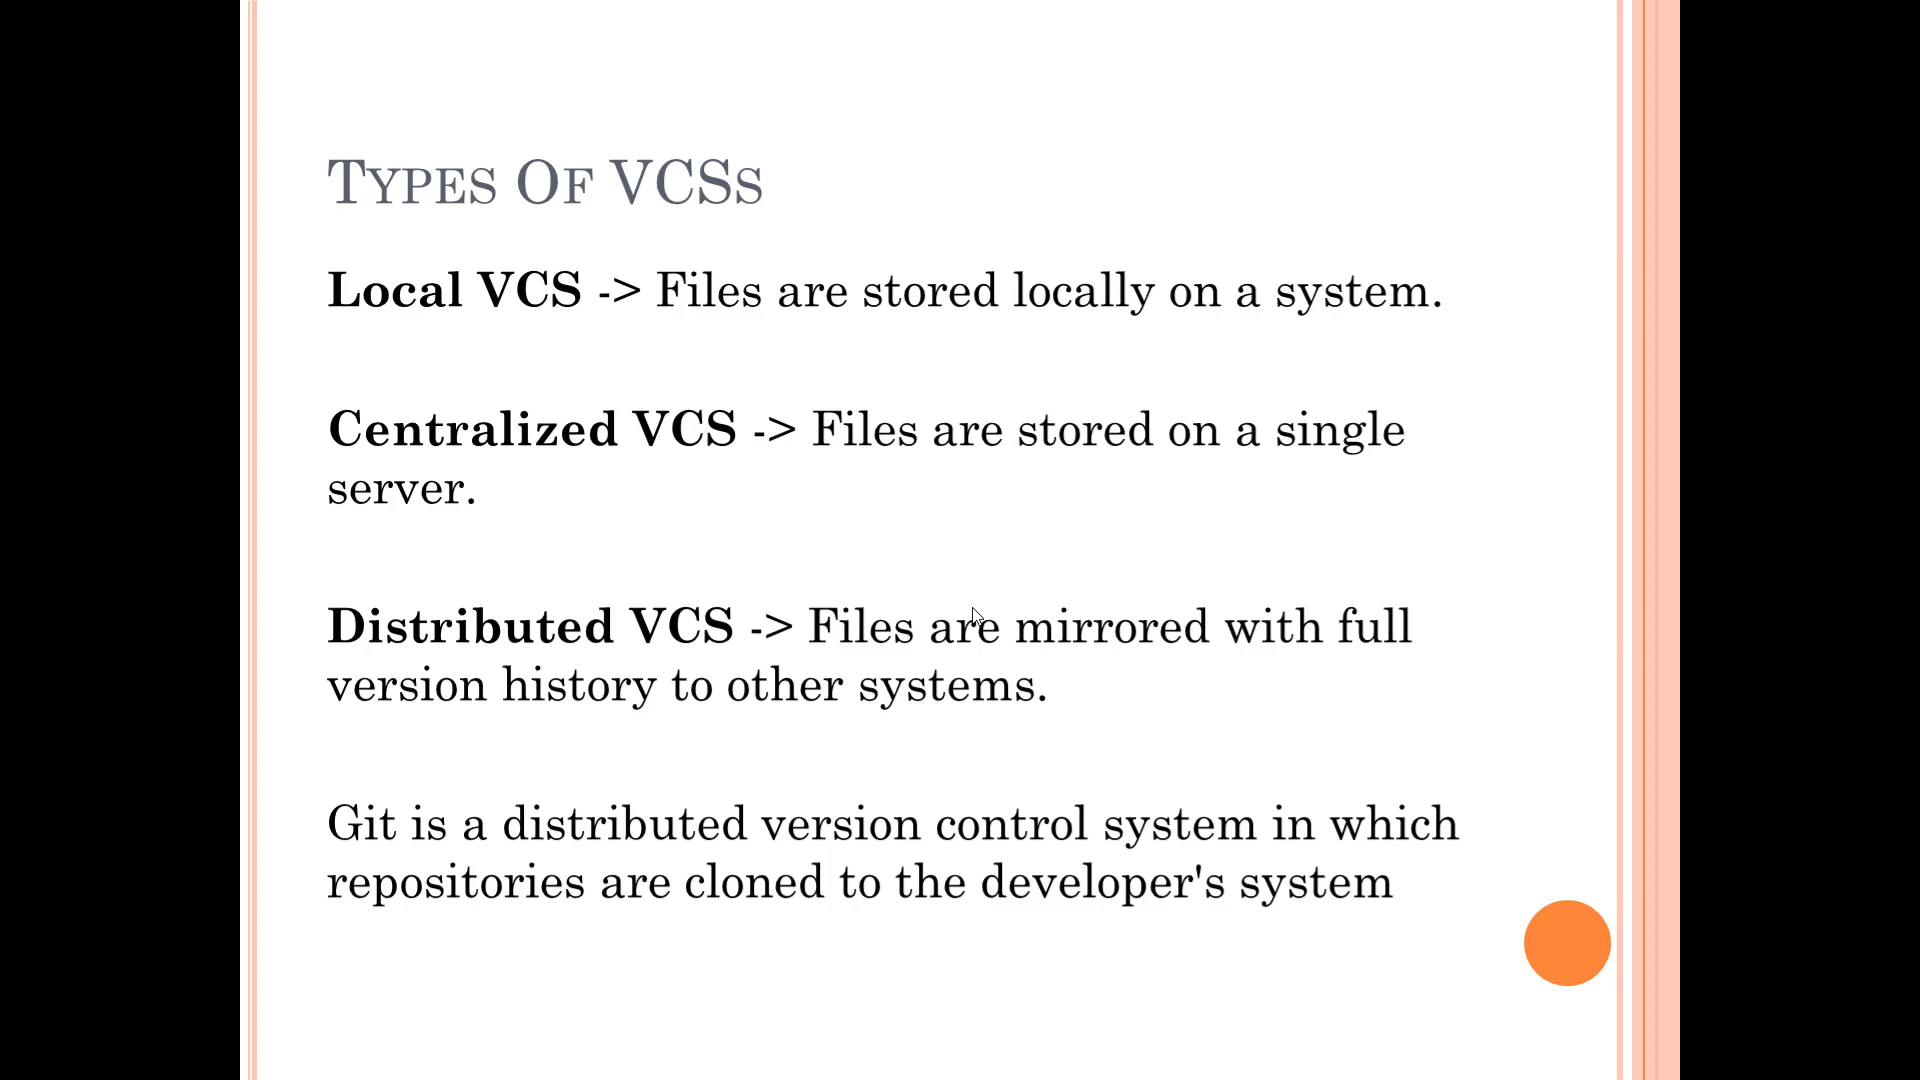 Types Of VCSs
Local VCS -> Files are stored locally on a system.
Centralized VCS -> Files are stored on a single
server.
Distributed VCS -> Files are mirrored with full
version history to other systems.
Git is a distributed version control system in which
repositories are cloned to the developer's system